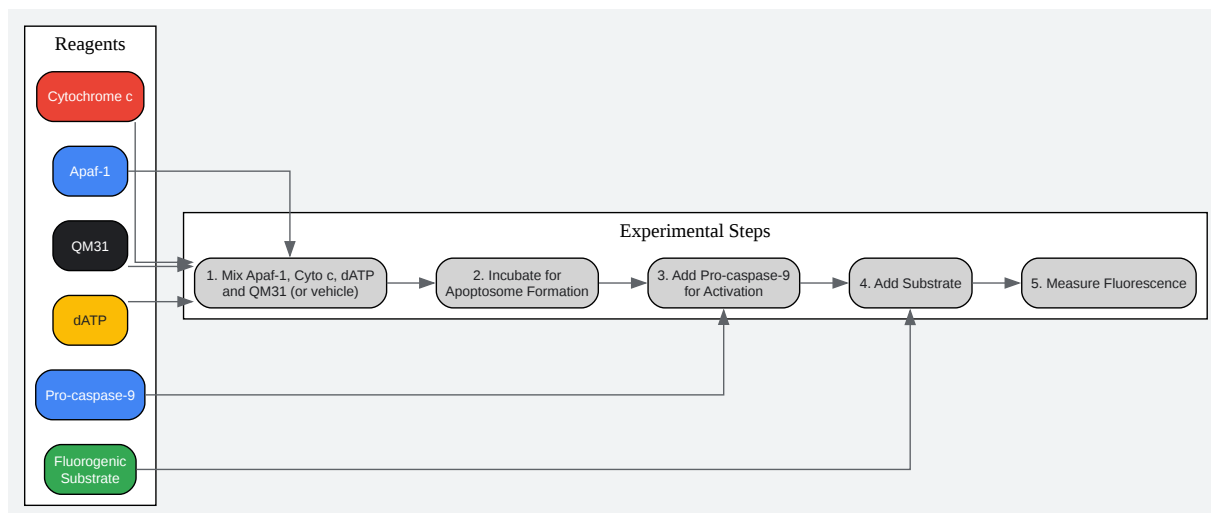 Reagents
Cytochrome c
Apaf-1
QM31
dATP
Pro-caspase-9
Fluorogenic
Substrate
Experimental Steps
1. Mix Apaf-1, Cyto c, dATP
and QM31 (or vehicle)
2. Incubate for
Apoptosome Formation
3. Add Pro-caspase-9
for Activation
4. Add Substrate
5. Measure Fluorescence